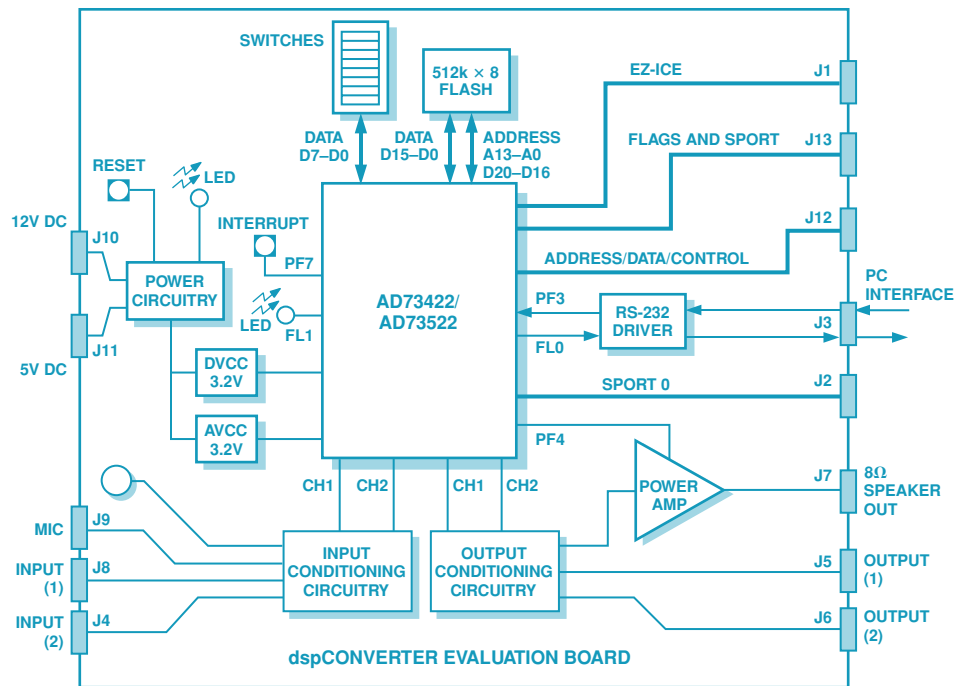 SWITCHES
512k × 8
FLASH
EZ-ICE
J1
FLAGS AND SPORT
J13
DATA
D7–D0
DATA
D15–D0
ADDRESS
A13–A0
D20–D16
RESET
LED
12V DC
J10
INTERRUPT
PF7
J12
ADDRESS/DATA/CONTROL
POWER
CIRCUITRY
AD73422/
AD73522
PF3
RS-232
DRIVER
PC
INTERFACE
J3
LED
FL1
FL0
J11
5V DC
DVCC
3.2V
SPORT 0
J2
AVCC
3.2V
PF4
CH1
CH2
CH1
CH2
POWER
AMP
J7
8Ω
SPEAKER
OUT
MIC
J9
INPUT
(1)
J8
INPUT
CONDITIONING
CIRCUITRY
OUTPUT
CONDITIONING
CIRCUITRY
J5
OUTPUT
(1)
INPUT
(2)
J4
J6
OUTPUT
(2)
dspCONVERTER EVALUATION BOARD